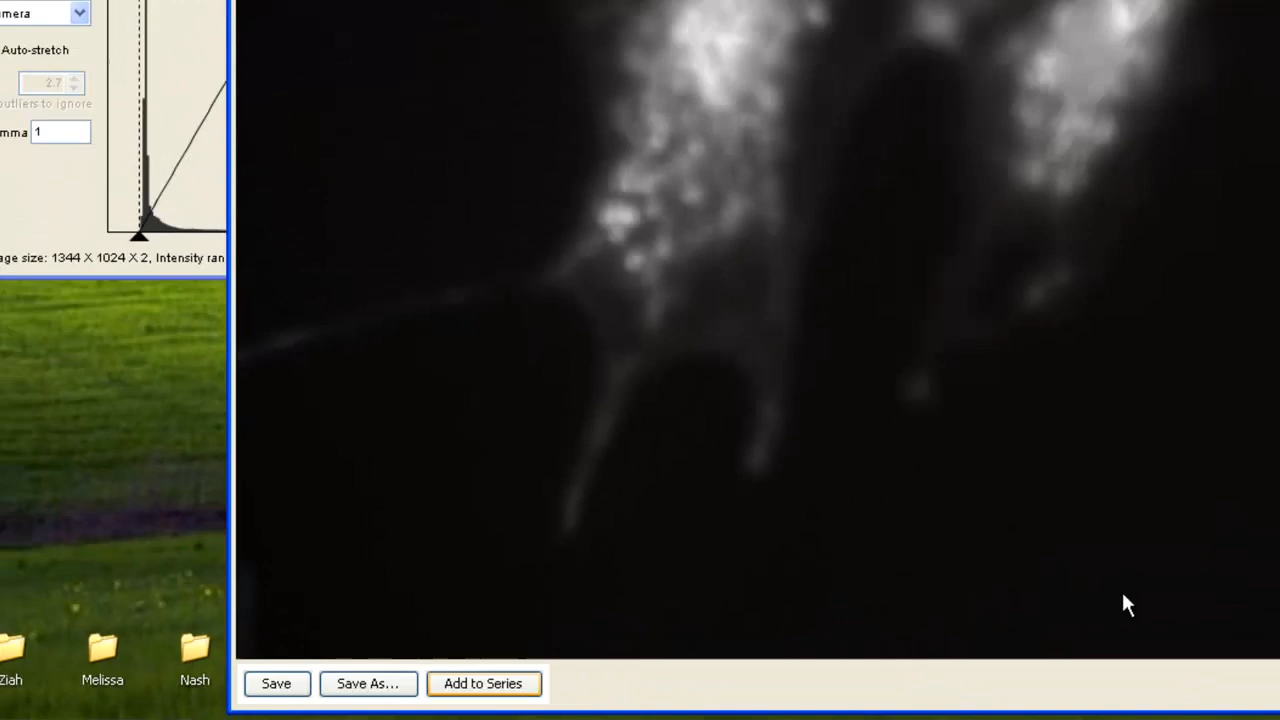 mera
Auto-stretch
2.7
outliers to ignore
mma 1
age size: 1344 X 1024 X 2, Intensity ran
Ziah
Melissa
Nash
Save
Save As...
Add to Series